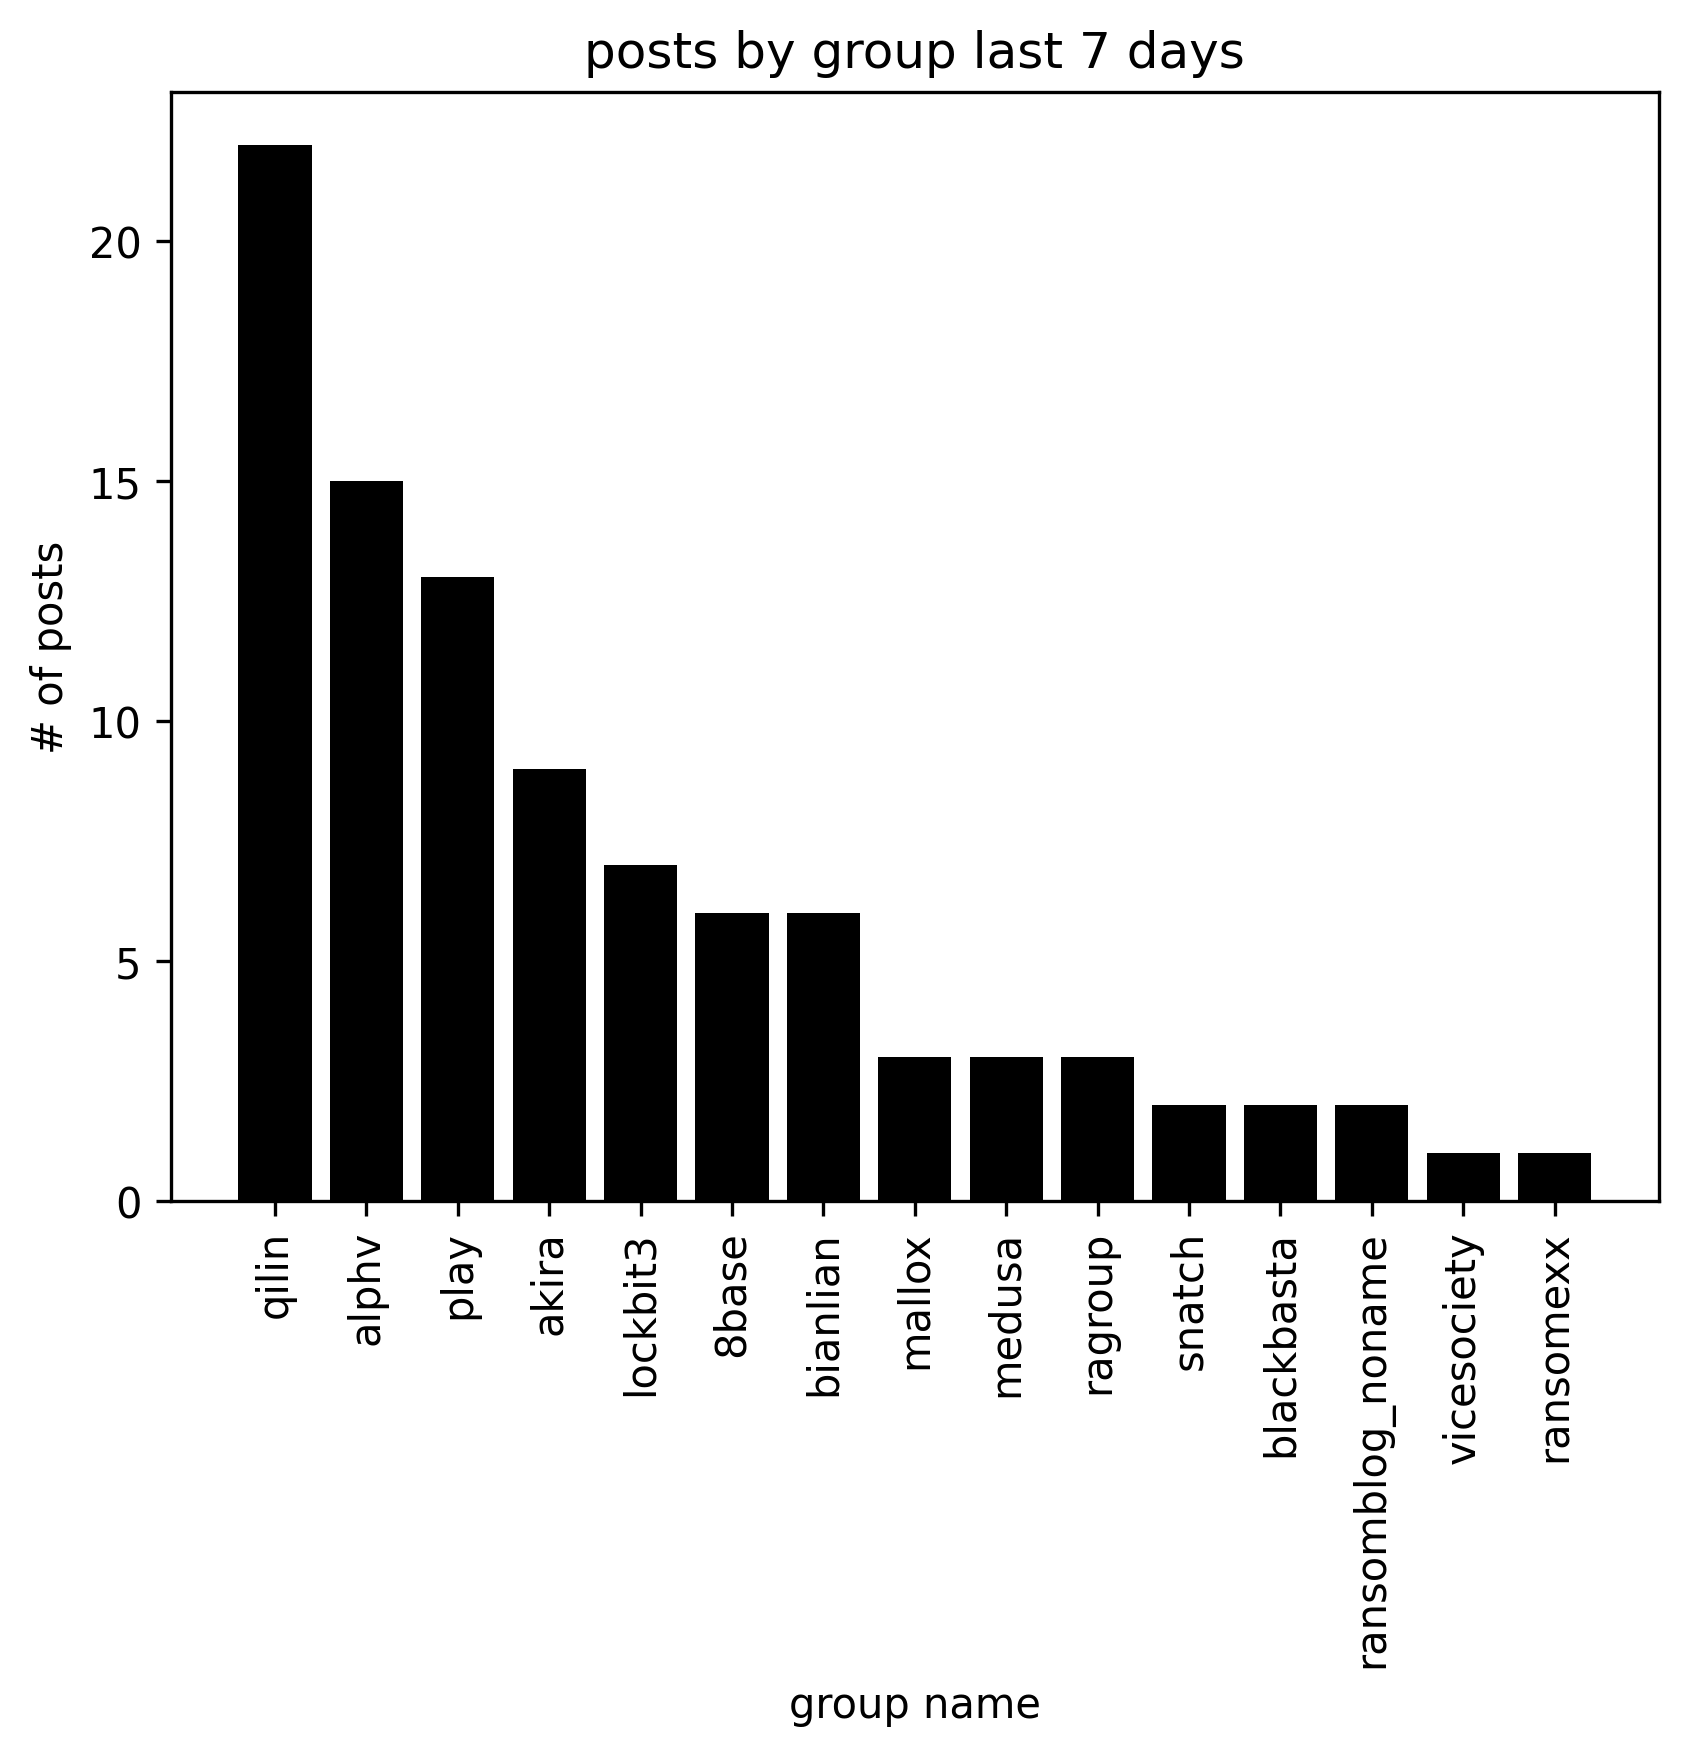 posts by group last 7 days
# of posts
20
15
10
5
0
qilin
alphv
play
akira
lockbit3
8base
bianlian
mallox
medusa
ragroup
snatch
blackbasta
ransomblog_noname
vicesociety
ransomexx
group name